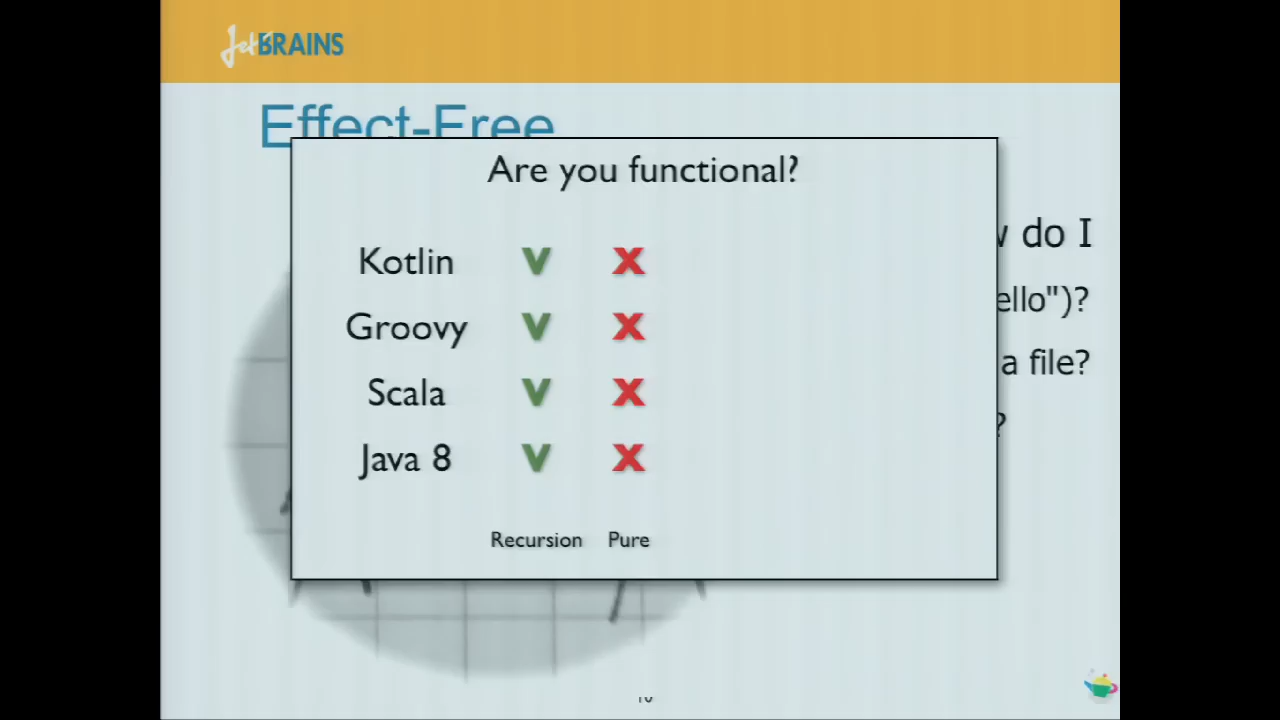 JetBRAINS
Effect-Free
Are you functional?
do I
Kotlin V X
ello")?
Groovy V X
a file?
Scala V X
?
Java 8 V X
Recursion Pure